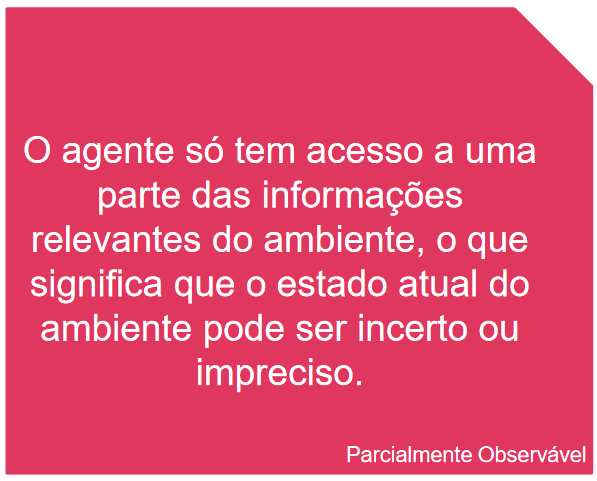 O agente só tem acesso a uma
parte das informações
relevantes do ambiente, o que
significa que o estado atual do
ambiente pode ser incerto ou
impreciso.
Parcialmente Observável